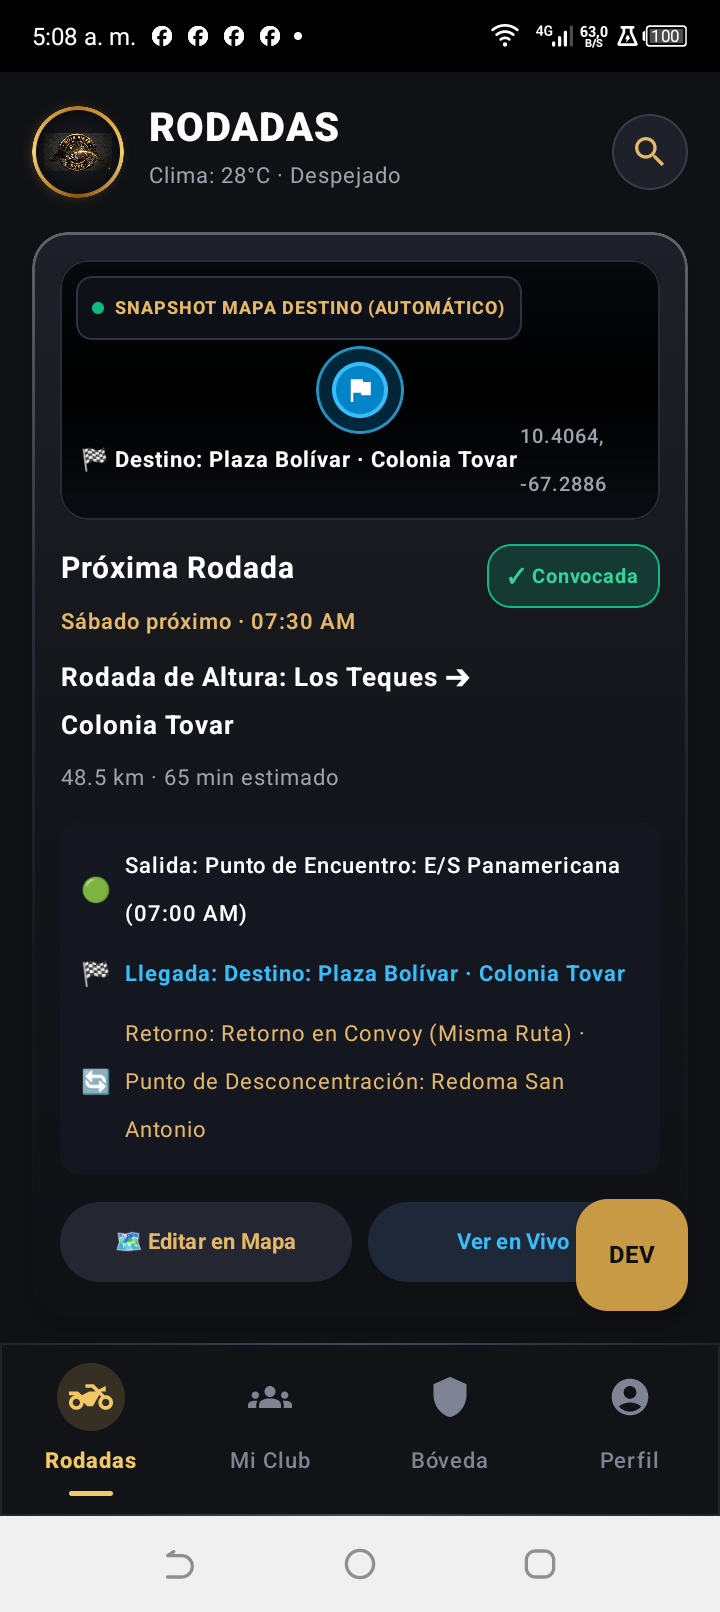 5:08 a. m.
4G 63,0 B/S 100
RODADAS
Clima: 28°C · Despejado
SNAPSHOT MAPA DESTINO (AUTOMÁTICO)
🏁 Destino: Plaza Bolívar · Colonia Tovar
10.4064,
-67.2886
Próxima Rodada
✓ Convocada
Sábado próximo · 07:30 AM
Rodada de Altura: Los Teques ➔
Colonia Tovar
48.5 km · 65 min estimado
🟢 Salida: Punto de Encuentro: E/S Panamericana
(07:00 AM)
🏁 Llegada: Destino: Plaza Bolívar · Colonia Tovar
Retorno: Retorno en Convoy (Misma Ruta) ·
🔄 Punto de Desconcentración: Redoma San
Antonio
🗺️ Editar en Mapa
Ver en Vivo
DEV
Rodadas
Mi Club
Bóveda
Perfil